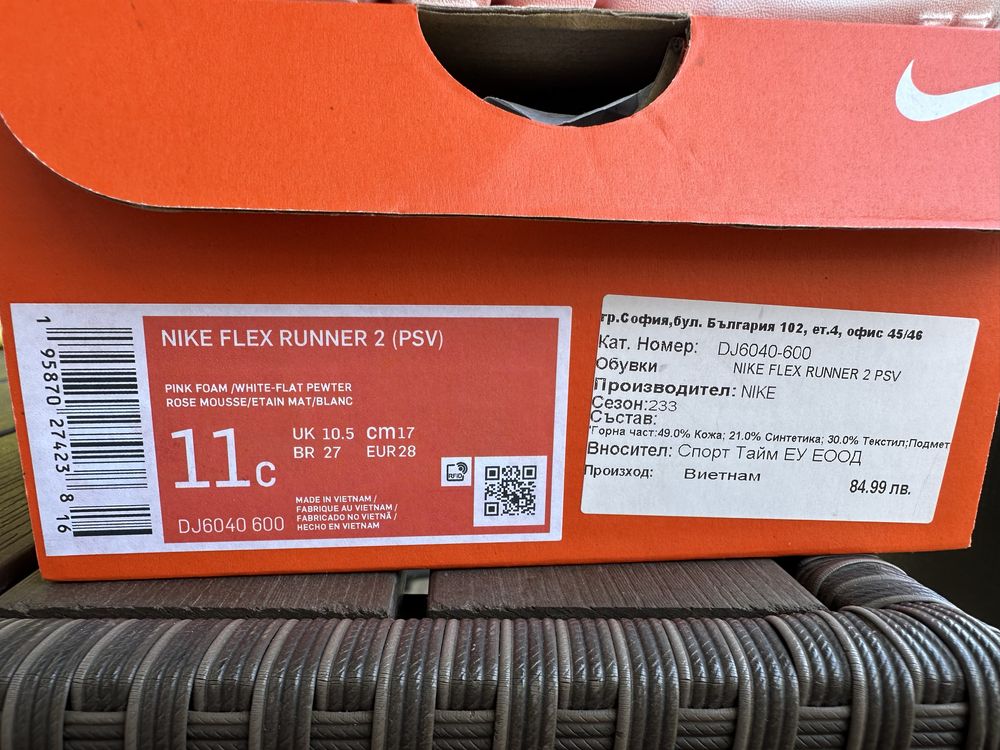 NIKE FLEX RUNNER 2 (PSV)
PINK FOAM /WHITE-FLAT PEWTER
ROSE MOUSSE/ETAIN MAT/BLANC
11C
UK 10.5 cm17
BR 27 EUR28
MADE IN VIETNAM /
FABRIQUE AU VIETNAM /
FABRICADO NO VIETNÃ /
HECHO EN VIETNAM
DJ6040 600
RFID
1 95870 27423 8 16
гр.София,бул. България 102, ет.4, офис 45/46
Кат. Номер: DJ6040-600
Обувки NIKE FLEX RUNNER 2 PSV
Производител: NIKE
Сезон:233
Състав:
Горна част:49.0% Кожа; 21.0% Синтетика; 30.0% Текстил;Подмет
Вносител: Спорт Тайм ЕУ ЕООД
Произход: Виетнам
84.99 лв.